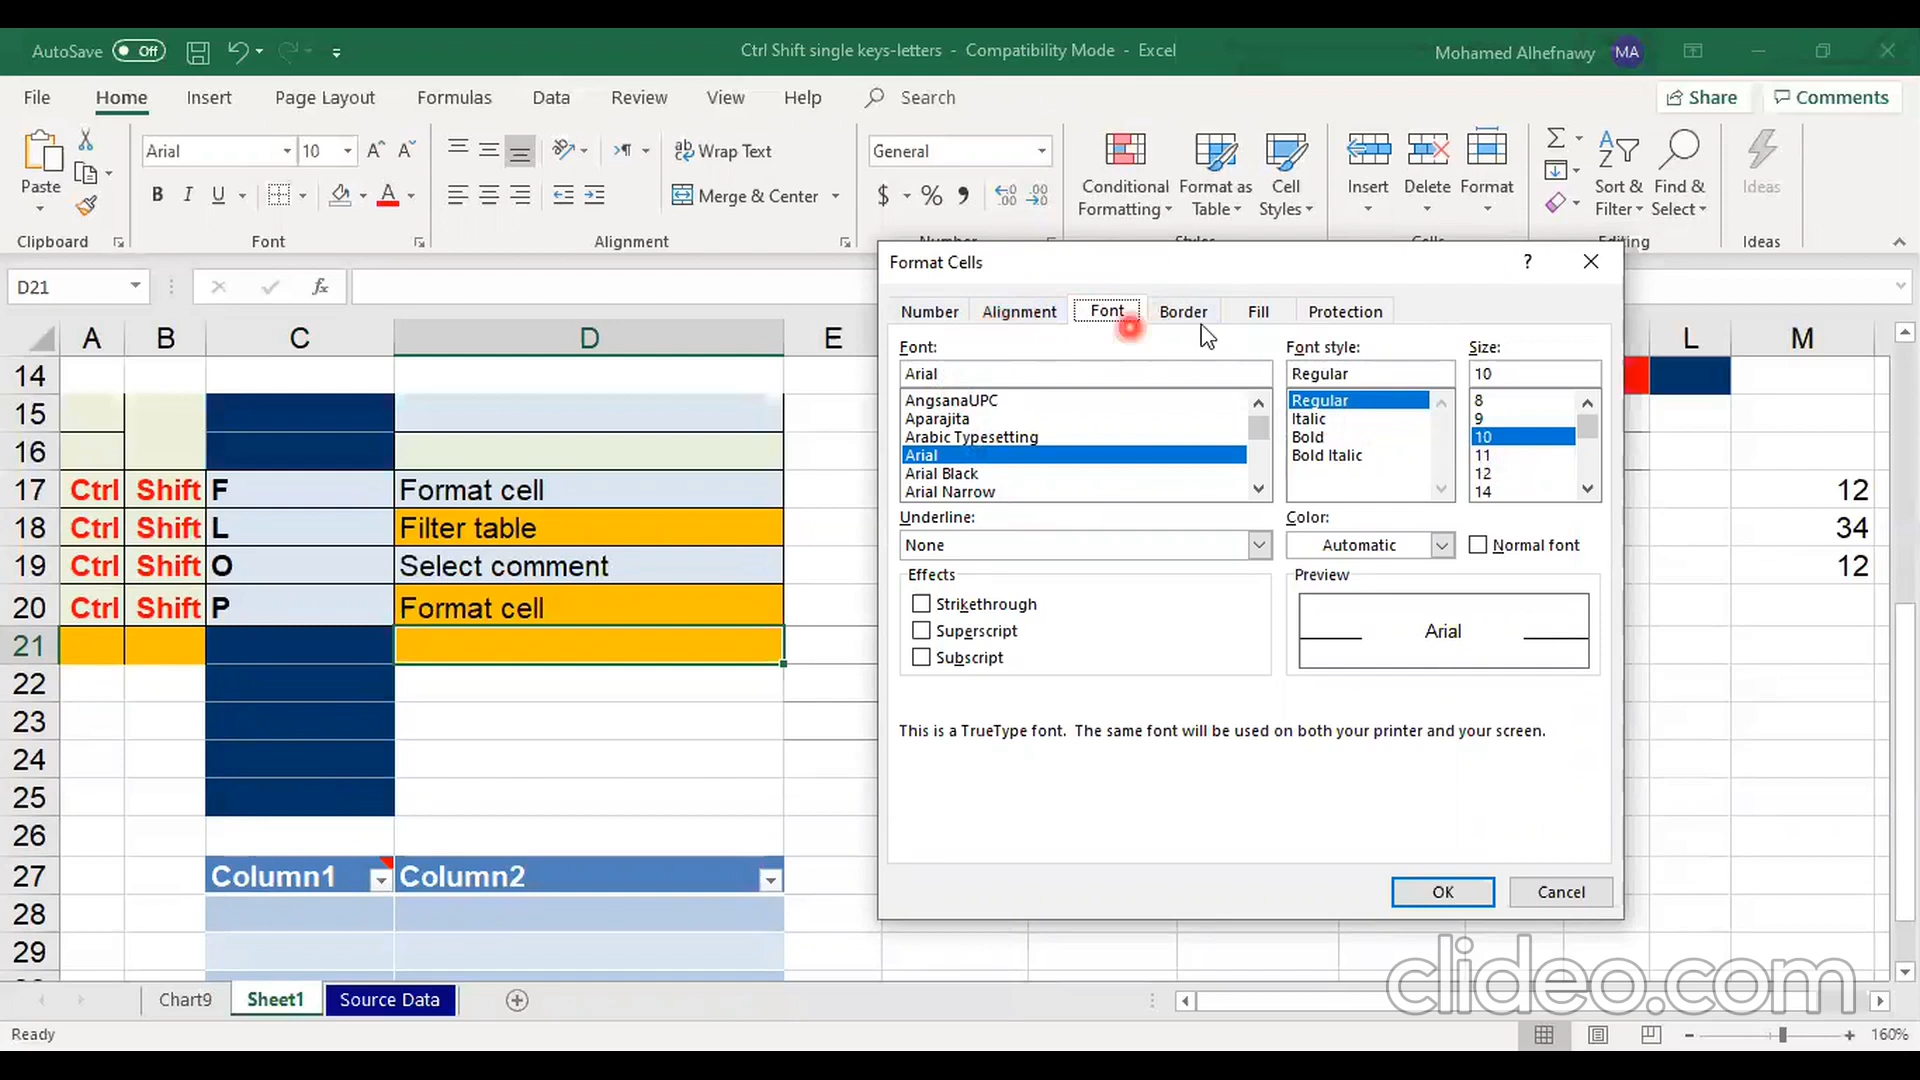 AutoSave Off
Ctrl Shift single keys-letters - Compatibility Mode - Excel
Mohamed Alhefnawy MA
File Home Insert Page Layout Formulas Data Review View Help Search Share Comments
Paste
Clipboard
Arial 10
B I U A
Font
Wrap Text
Merge & Center
Alignment
General
$ % 9
Number
Conditional Formatting
Format as Table
Cell Styles
Styles
Insert
Delete
Format
Cells
Sort & Filter
Find & Select
Editing
Ideas
Ideas
D21 fx
A B C D E L M
14
15
16
17 Ctrl Shift F Format cell 12
18 Ctrl Shift L Filter table 34
19 Ctrl Shift O Select comment 12
20 Ctrl Shift P Format cell
21
22
23
24
25
26
27 Column1 Column2
28
29
Format Cells ?
Number Alignment Font Border Fill Protection
Font: Font style: Size:
Arial Regular 10
AngsanaUPC Regular 8
Aparajita Italic 9
Arabic Typesetting Bold 10
Arial Bold Italic 11
Arial Black 12
Arial Narrow 14
Underline: Color:
None Automatic Normal font
Effects Preview
Strikethrough
Superscript Arial
Subscript
This is a TrueType font. The same font will be used on both your printer and your screen.
OK Cancel
clideo.com
Chart9 Sheet1 Source Data
Ready 160%